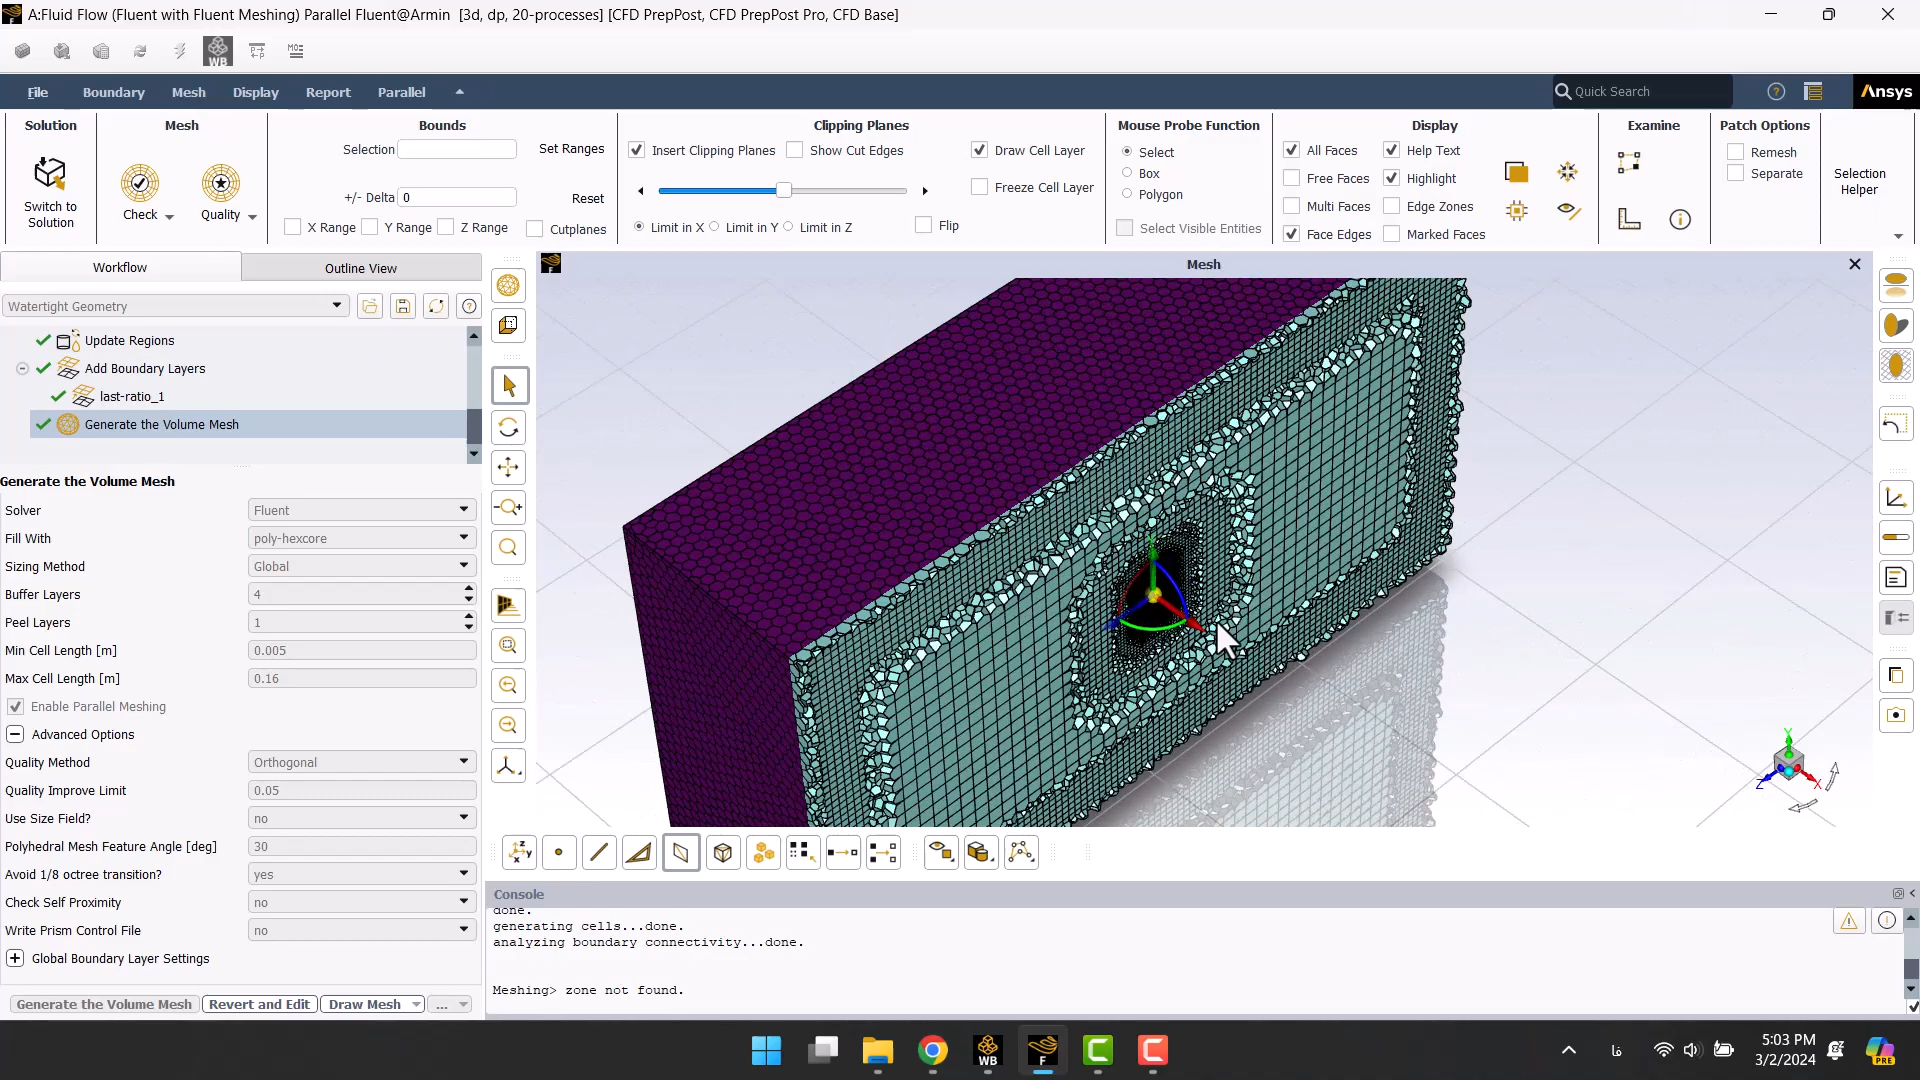 A:Fluid Flow (Fluent with Fluent Meshing) Parallel Fluent@Armin [3d, dp, 20-processes] [CFD PrepPost, CFD PrepPost Pro, CFD Base]
WB
File Boundary Mesh Display Report Parallel Quick Search Ansys
Solution Mesh Bounds Clipping Planes Mouse Probe Function Display Examine Patch Options
Selection Set Ranges Insert Clipping Planes Show Cut Edges Draw Cell Layer Select All Faces Help Text Remesh
Box Separate
+/- Delta 0 Reset Freeze Cell Layer Polygon Free Faces Highlight Selection Helper
Switch to Solution Check Quality Multi Faces Edge Zones
X Range Y Range Z Range Cutplanes Limit in X Limit in Y Limit in Z Flip Select Visible Entities Face Edges Marked Faces
Workflow Outline View
Mesh
Watertight Geometry
Update Regions
Add Boundary Layers
last-ratio_1
Generate the Volume Mesh
Generate the Volume Mesh
Solver Fluent
Fill With poly-hexcore
Sizing Method Global
Buffer Layers 4
Peel Layers 1
Min Cell Length [m] 0.005
Max Cell Length [m] 0.16
Enable Parallel Meshing
Advanced Options
Quality Method Orthogonal
Quality Improve Limit 0.05
Use Size Field? no
Polyhedral Mesh Feature Angle [deg] 30
Avoid 1/8 octree transition? yes
Check Self Proximity no
Write Prism Control File no
Global Boundary Layer Settings
Generate the Volume Mesh Revert and Edit Draw Mesh ...
Y
Z
X
Console
done.
generating cells...done.
analyzing boundary connectivity...done.
Meshing> zone not found.
WB
F
فا
5:03 PM
3/2/2024
PRE